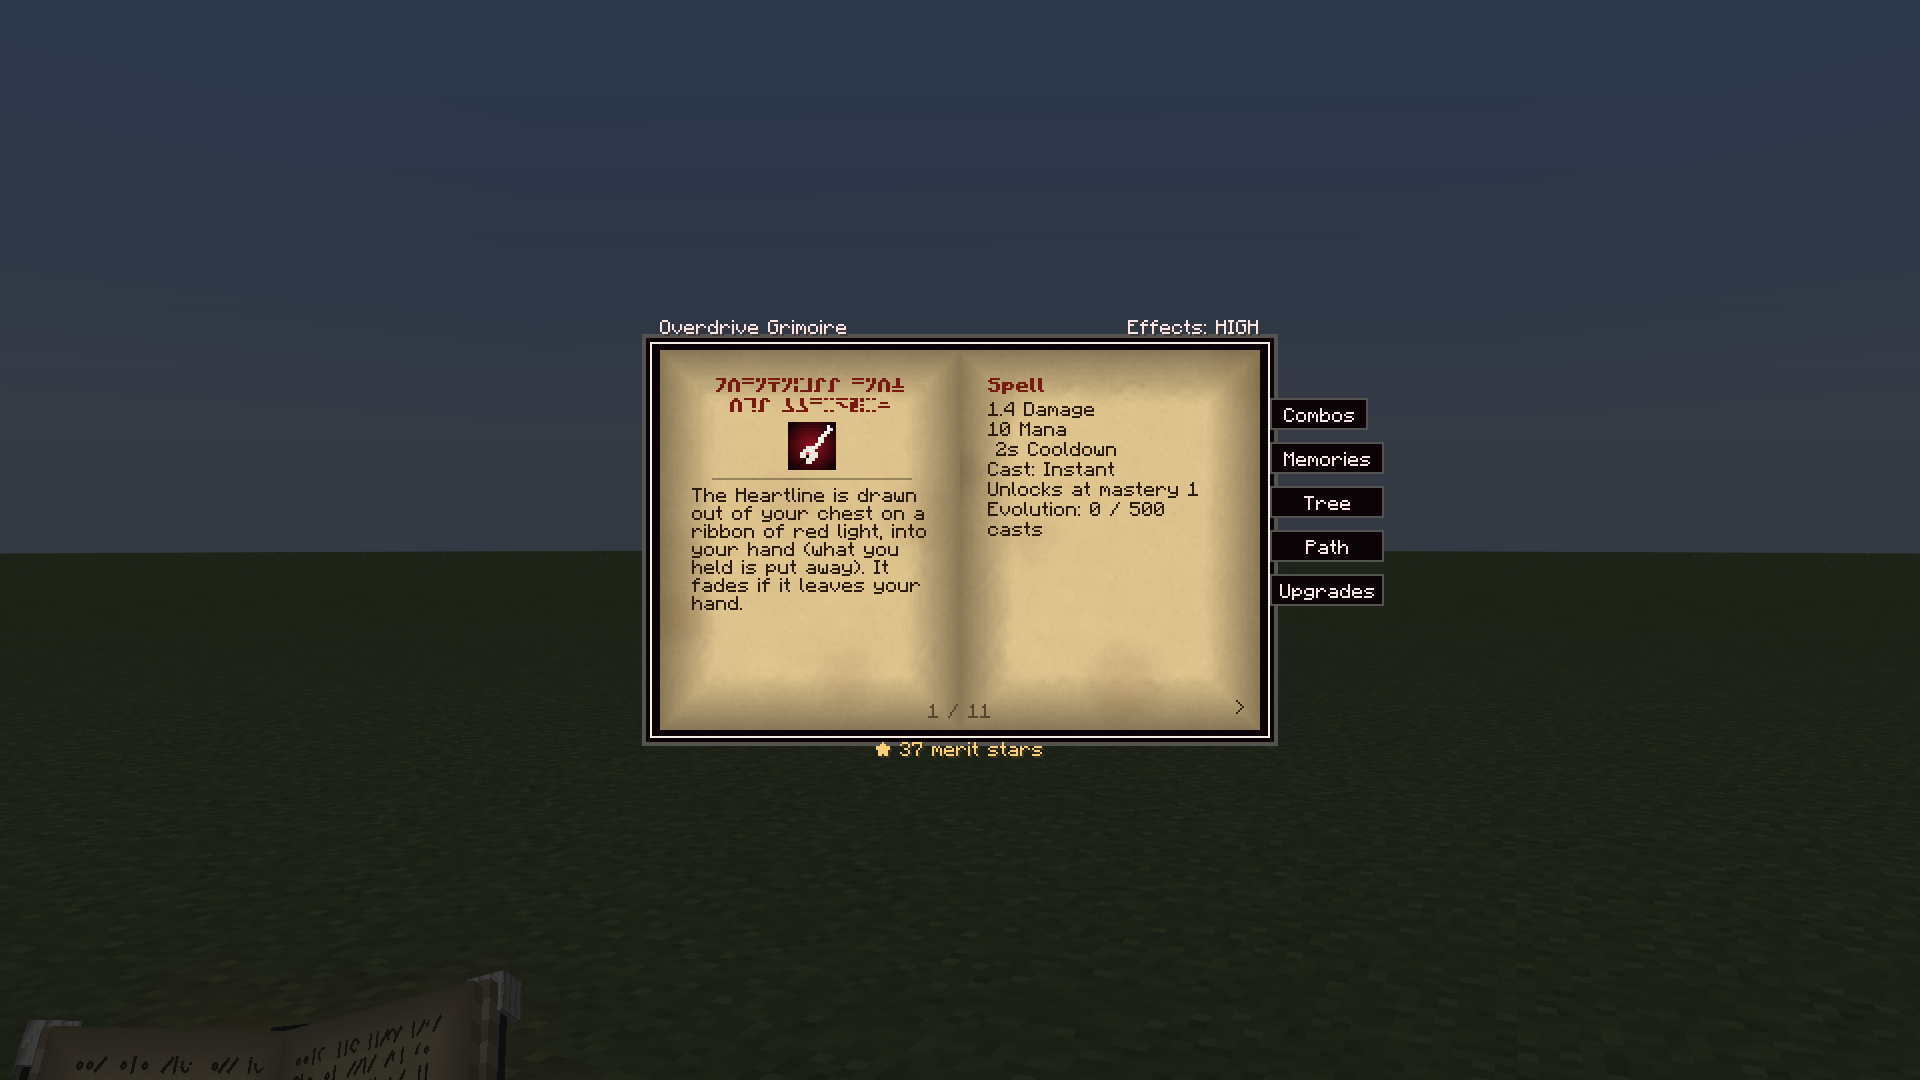 Overdrive Grimoire
Effects: HIGH
The Heartline is drawn
out of your chest on a
ribbon of red light, into
your hand (what you
held is put away). It
fades if it leaves your
hand.
Spell
1.4 Damage
10 Mana
2s Cooldown
Cast: Instant
Unlocks at mastery 1
Evolution: 0 / 500
casts
1 / 11
>
37 merit stars
Combos
Memories
Tree
Path
Upgrades